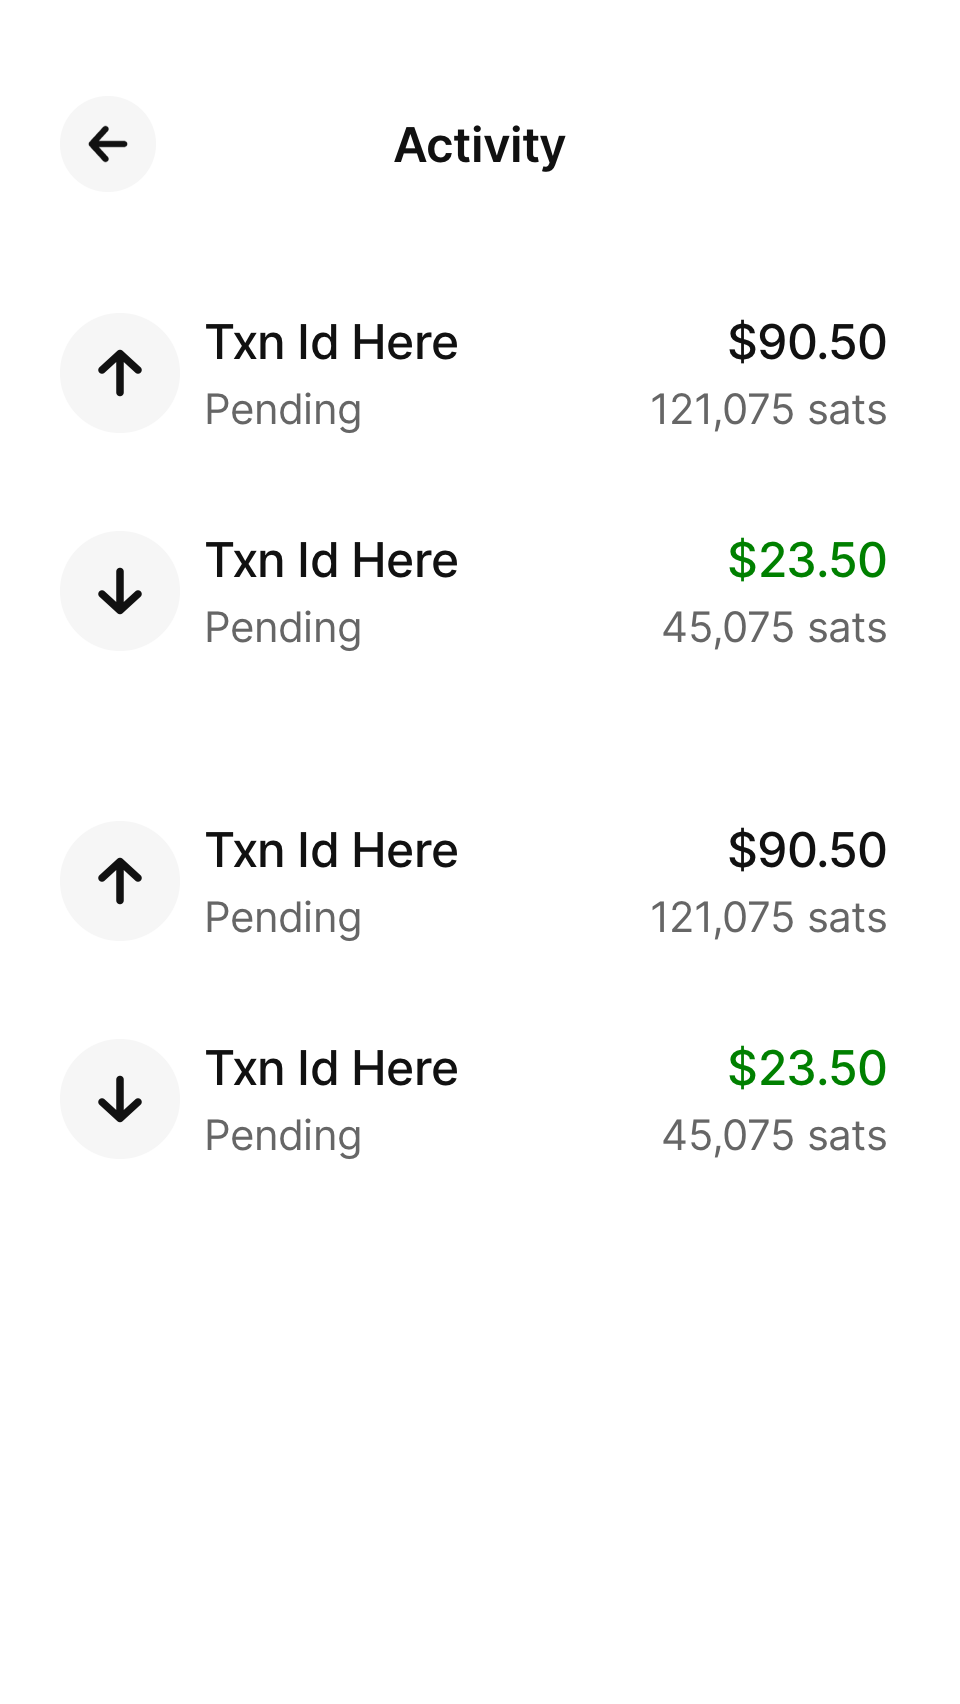 Activity
Txn Id Here
$90.50
Pending
121,075 sats
Txn Id Here
$23.50
Pending
45,075 sats
Txn Id Here
$90.50
Pending
121,075 sats
Txn Id Here
$23.50
Pending
45,075 sats